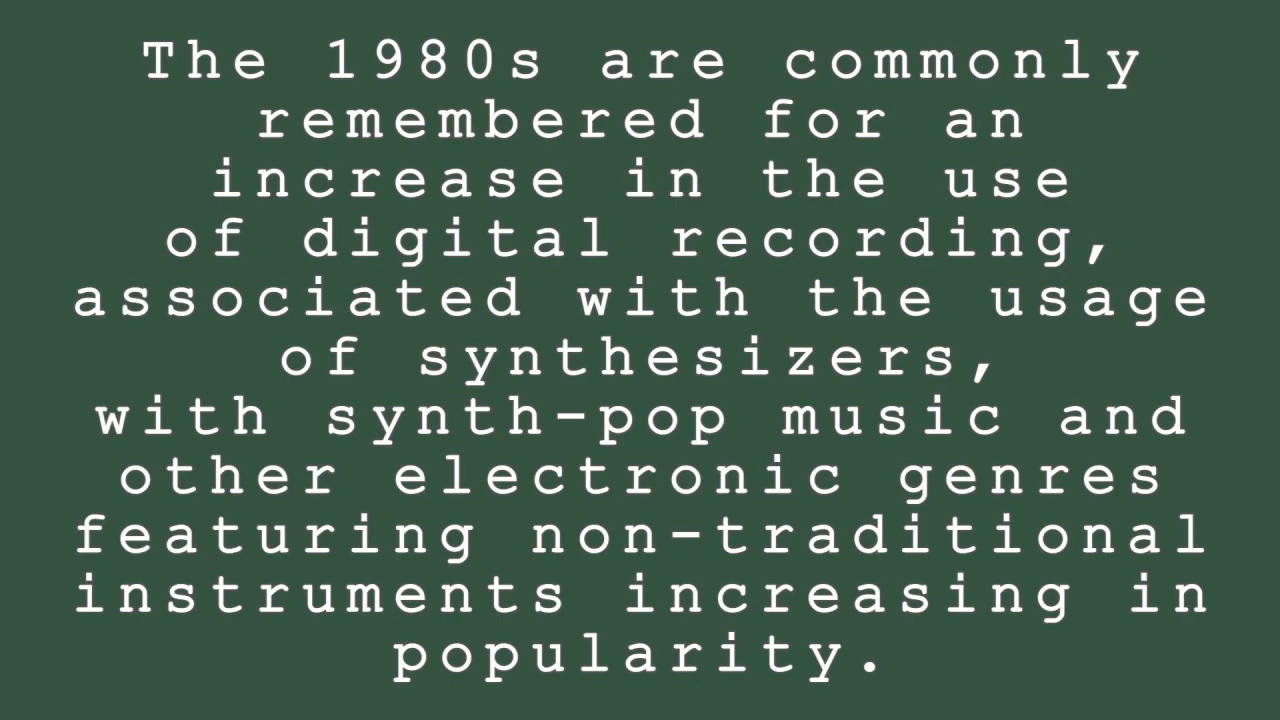 The 1980s are commonly
remembered for an
increase in the use
of digital recording,
associated with the usage
of synthesizers,
with synth-pop music and
other electronic genres
featuring non-traditional
instruments increasing in
popularity.